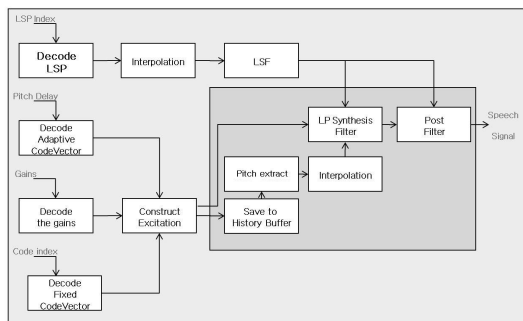 LSP Index
Decode
LSP
Interpolation
LSF
Pitch Delay
Decode
Adaptive
CodeVector
LP Synthesis
Filter
Post
Filter
Speech
Signal
Pitch extract
Interpolation
Gains
Decode
the gains
Construct
Excitation
Save to
History Buffer
Code index
Decode
Fixed
CodeVector